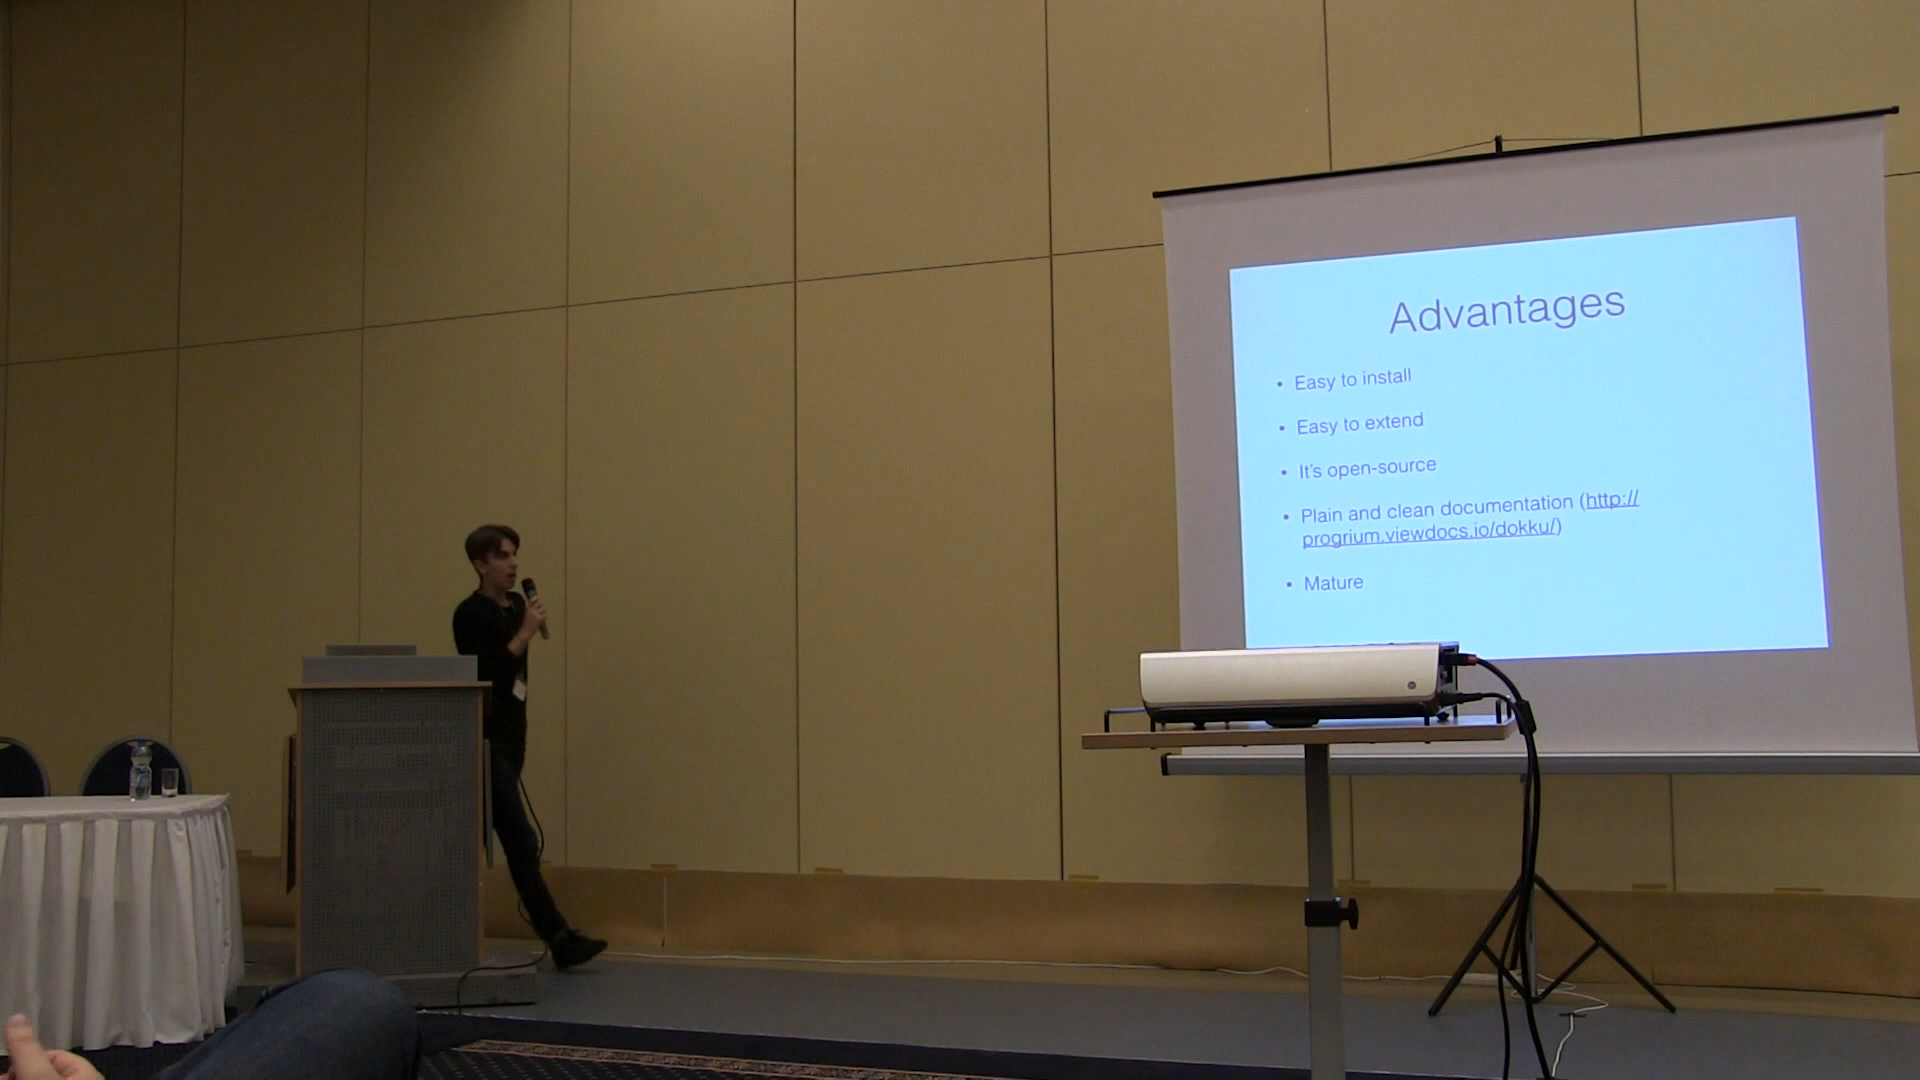 Advantages
• Easy to install
• Easy to extend
• It's open-source
• Plain and clean documentation (http://
progrium.viewdocs.io/dokku/)
• Mature